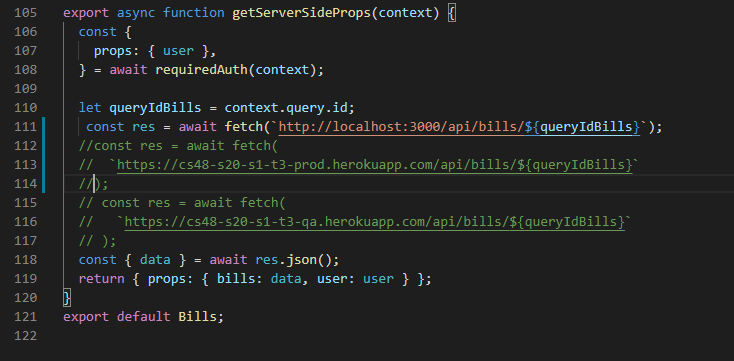 105 export async function getServerSideProps(context) {
106 const {
107 props: { user },
108 } = await requiredAuth(context);
109
110 let queryIdBills = context.query.id;
111 const res = await fetch(`http://localhost:3000/api/bills/${queryIdBills}`);
112 //const res = await fetch(
113 // `https://cs48-s20-s1-t3-prod.herokuapp.com/api/bills/${queryIdBills}`
114 //);
115 // const res = await fetch(
116 // `https://cs48-s20-s1-t3-qa.herokuapp.com/api/bills/${queryIdBills}`
117 // );
118 const { data } = await res.json();
119 return { props: { bills: data, user: user } };
120 }
121 export default Bills;
122